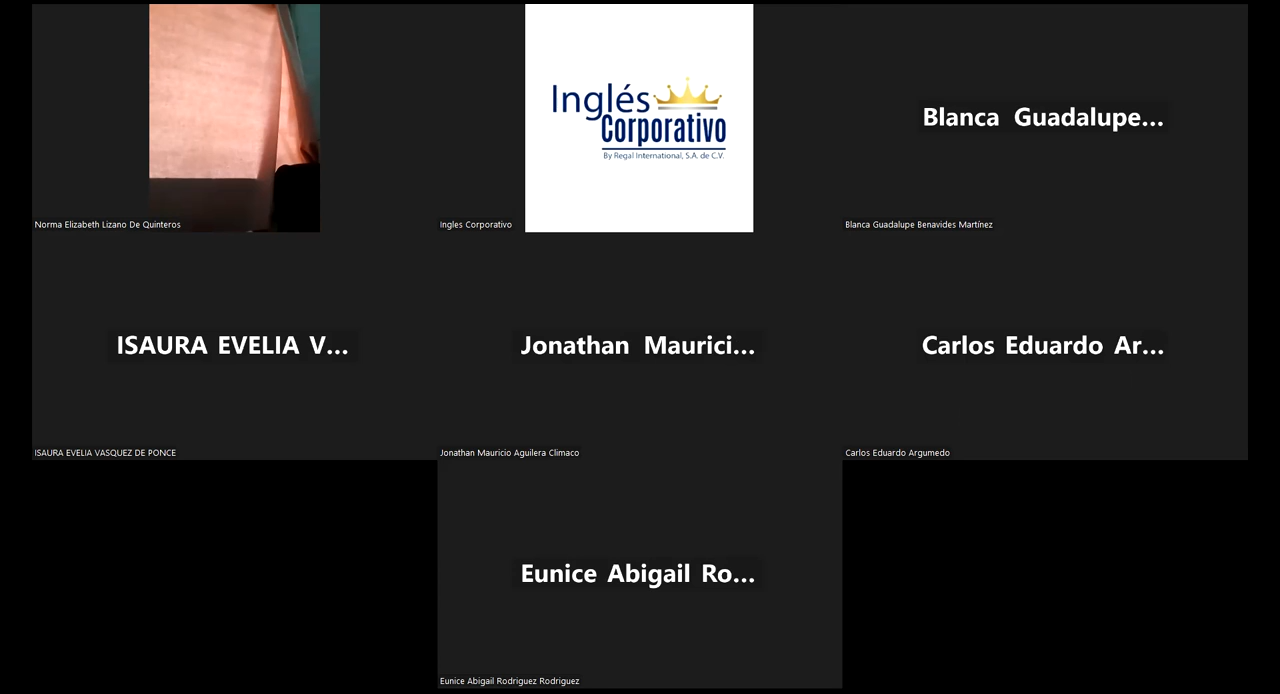 Inglés
Corporativo
By Regal International, S.A. de C.V.
Blanca Guadalupe...
Norma Elizabeth Lizano De Quinteros
Ingles Corporativo
Blanca Guadalupe Benavides Martínez
ISAURA EVELIA V...
Jonathan Maurici...
Carlos Eduardo Ar...
ISAURA EVELIA VASQUEZ DE PONCE
Jonathan Mauricio Aguilera Climaco
Carlos Eduardo Argumedo
Eunice Abigail Ro...
Eunice Abigail Rodriguez Rodriguez